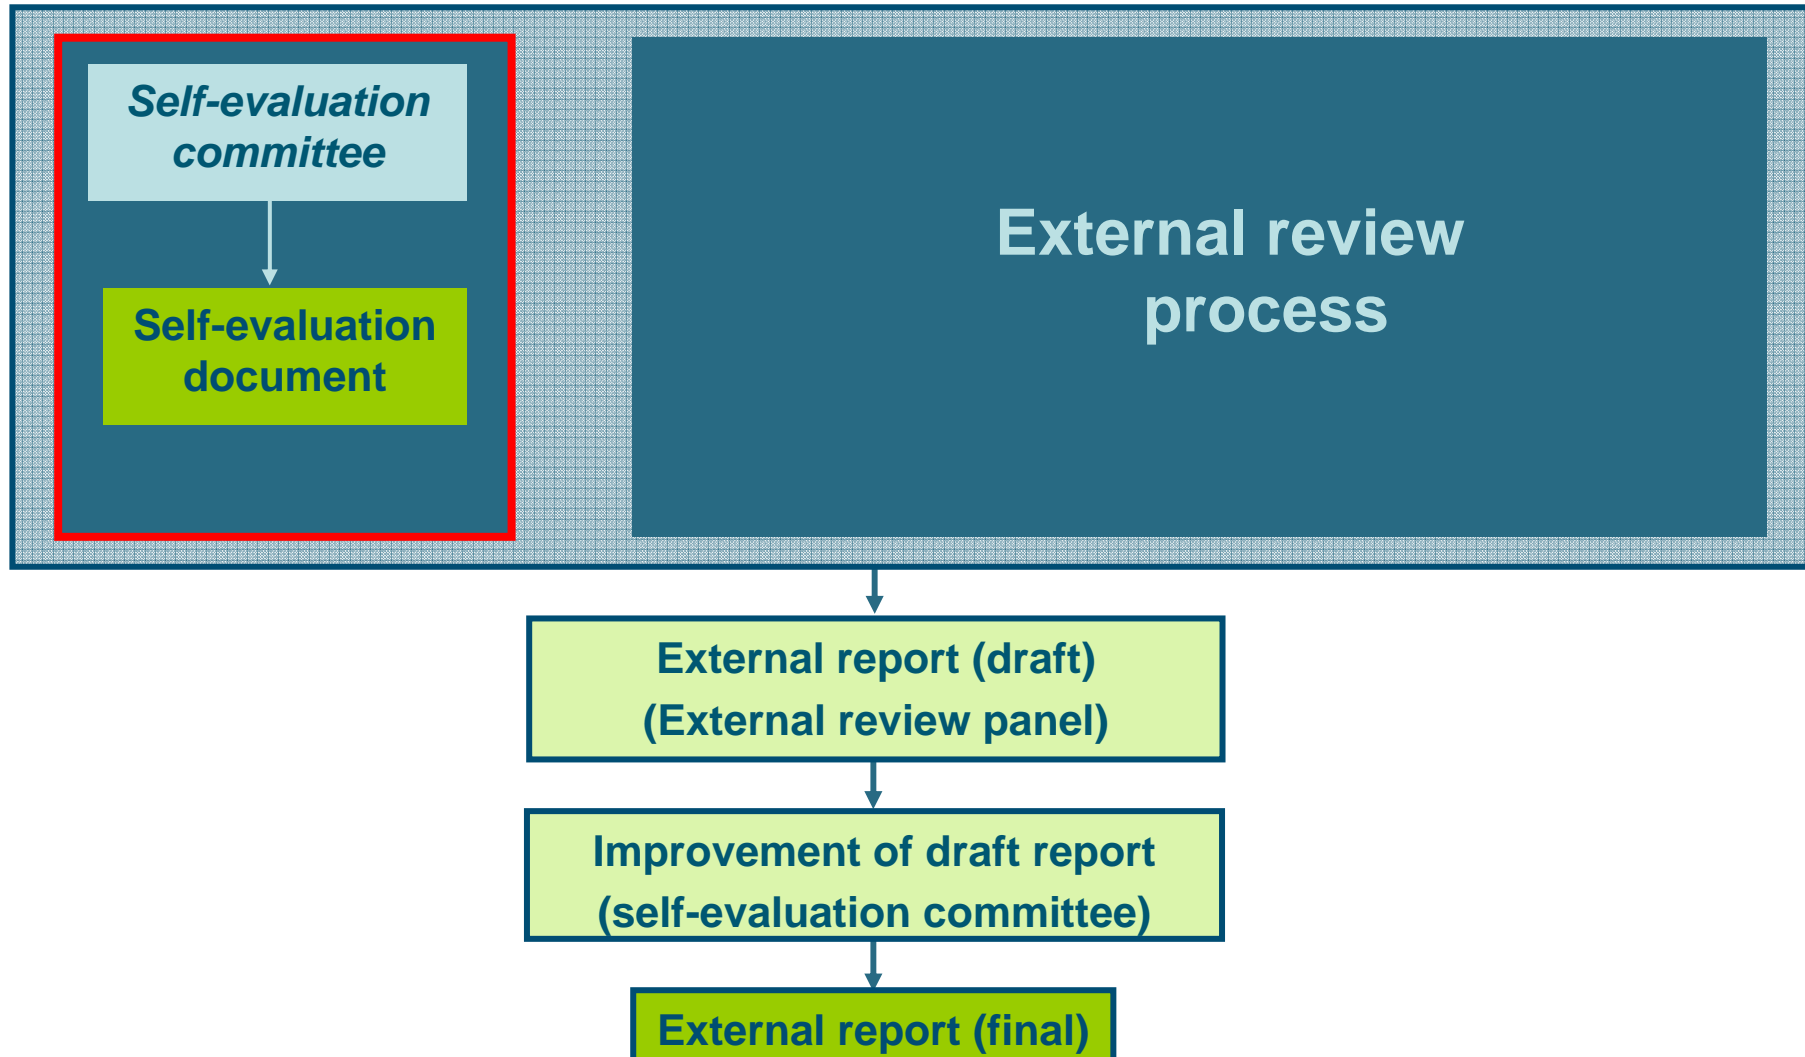 Self-evaluation
committee
Self-evaluation
document
External review
process
External report (draft)
(External review panel)
Improvement of draft report
(self-evaluation committee)
External report (final)